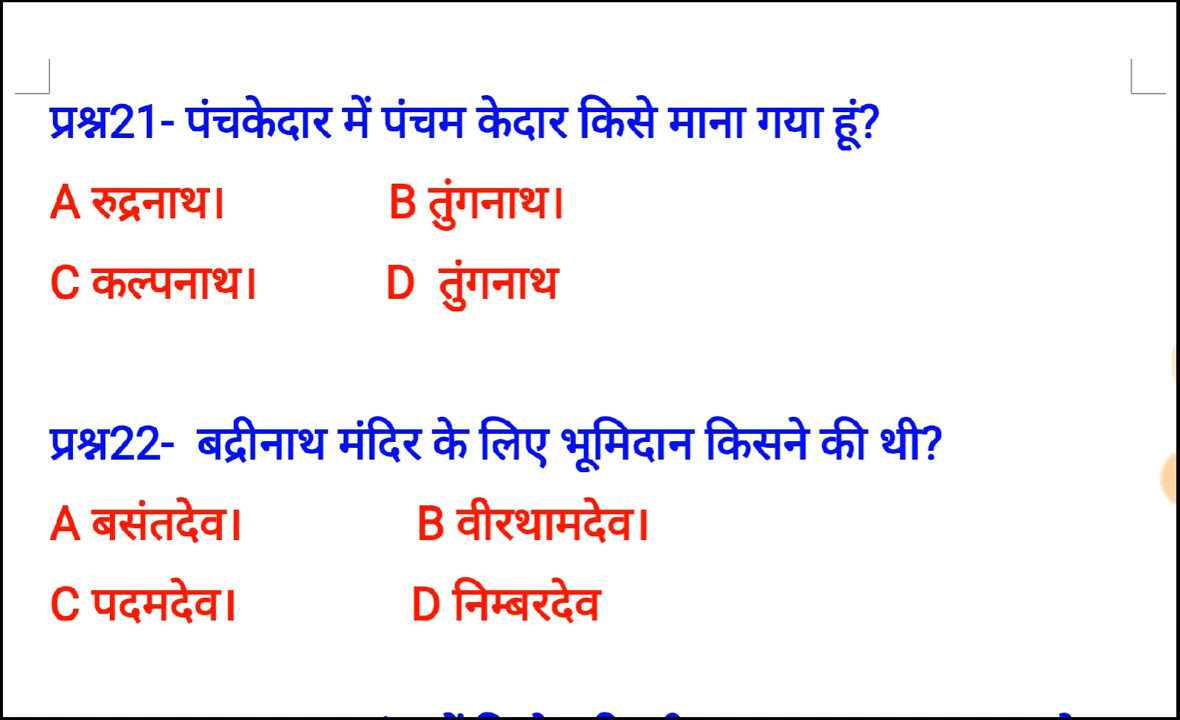 प्रश्न21- पंचकेदार में पंचम केदार किसे माना गया हूं?
A रुद्रनाथ। B तुंगनाथ।
C कल्पनाथ। D तुंगनाथ
प्रश्न22- बद्रीनाथ मंदिर के लिए भूमिदान किसने की थी?
A बसंतदेव। B वीरथामदेव।
C पदमदेव। D निम्बरदेव